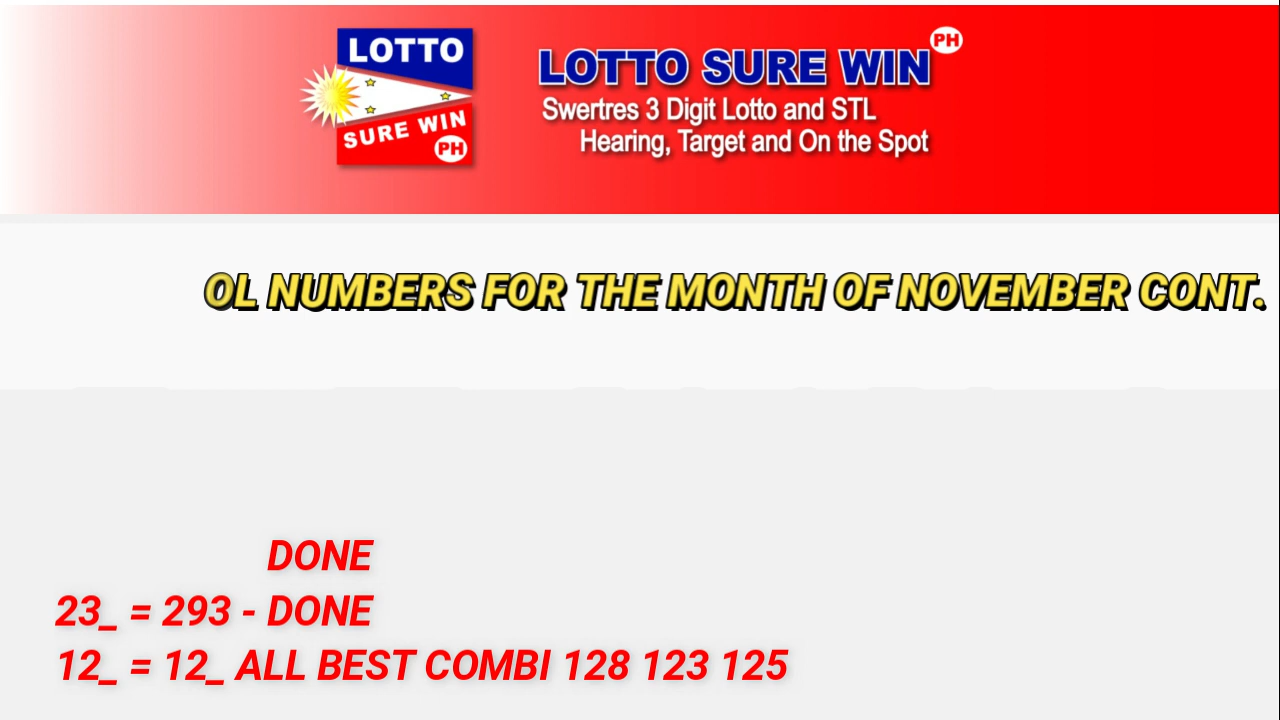 LOTTO
SURE WIN
PH
LOTTO SURE WIN PH
Swertres 3 Digit Lotto and STL
Hearing, Target and On the Spot
OL NUMBERS FOR THE MONTH OF NOVEMBER CONT.
DONE
23_ = 293 - DONE
12_ = 12_ ALL BEST COMBI 128 123 125